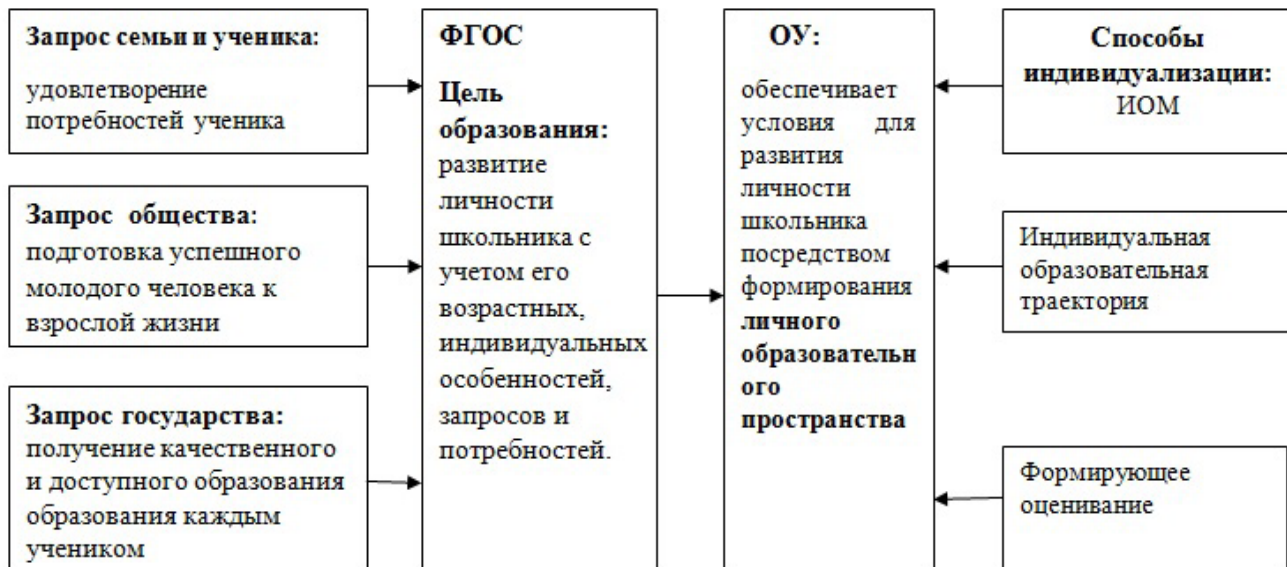 Запрос семьи и ученика:
удовлетворение
потребностей ученика
Запрос общества:
подготовка успешного
молодого человека к
взрослой жизни
Запрос государства:
получение качественного
и доступного образования
образования каждым
учеником
ФГОС
Цель
образования:
развитие
личности
школьника с
учетом его
возрастных,
индивидуальных
особенностей,
запросов и
потребностей.
ОУ:
обеспечивает
условия для
развития
личности
школьника
посредством
формирования
личного
образовательн
ого
пространства
Способы
индивидуализации:
ИОМ
Индивидуальная
образовательная
траектория
Формирующее
оценивание